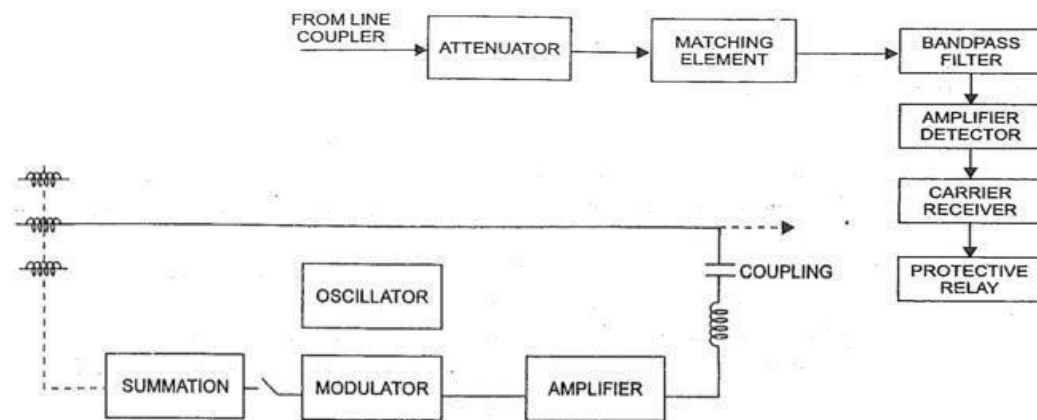 FROM LINE
COUPLER
ATTENUATOR
MATCHING
ELEMENT
BANDPASS
FILTER
AMPLIFIER
DETECTOR
CARRIER
RECEIVER
PROTECTIVE
RELAY
COUPLING
OSCILLATOR
SUMMATION
MODULATOR
AMPLIFIER